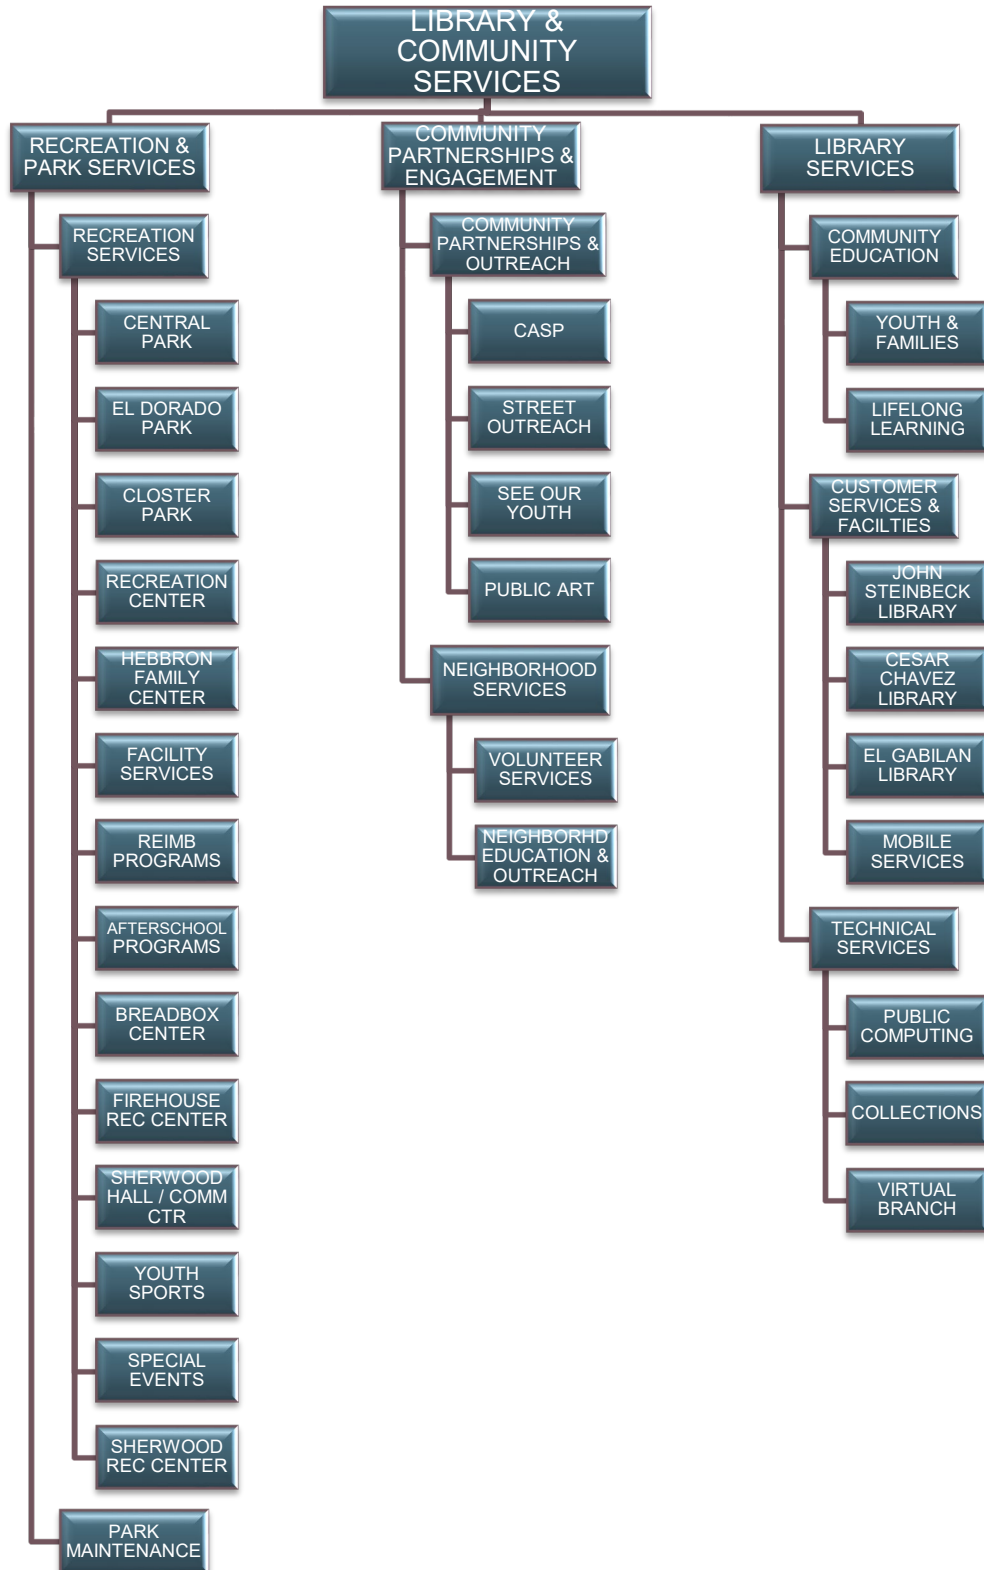 LIBRARY &
COMMUNITY
SERVICES
RECREATION &
PARK SERVICES
RECREATION
SERVICES
CENTRAL
PARK
EL DORADO
PARK
CLOSTER
PARK
RECREATION
CENTER
HEBBRON
FAMILY
CENTER
FACILITY
SERVICES
REIMB
PROGRAMS
AFTERSCHOOL
PROGRAMS
BREADBOX
CENTER
FIREHOUSE
REC CENTER
SHERWOOD
HALL / COMM
CTR
YOUTH
SPORTS
SPECIAL
EVENTS
SHERWOOD
REC CENTER
PARK
MAINTENANCE
COMMUNITY
PARTNERSHIPS &
ENGAGEMENT
COMMUNITY
PARTNERSHIPS &
OUTREACH
CASP
STREET
OUTREACH
SEE OUR
YOUTH
PUBLIC ART
NEIGHBORHOOD
SERVICES
VOLUNTEER
SERVICES
NEIGHBORHD
EDUCATION &
OUTREACH
LIBRARY
SERVICES
COMMUNITY
EDUCATION
YOUTH &
FAMILIES
LIFELONG
LEARNING
CUSTOMER
SERVICES &
FACILTIES
JOHN
STEINBECK
LIBRARY
CESAR
CHAVEZ
LIBRARY
EL GABILAN
LIBRARY
MOBILE
SERVICES
TECHNICAL
SERVICES
PUBLIC
COMPUTING
COLLECTIONS
VIRTUAL
BRANCH